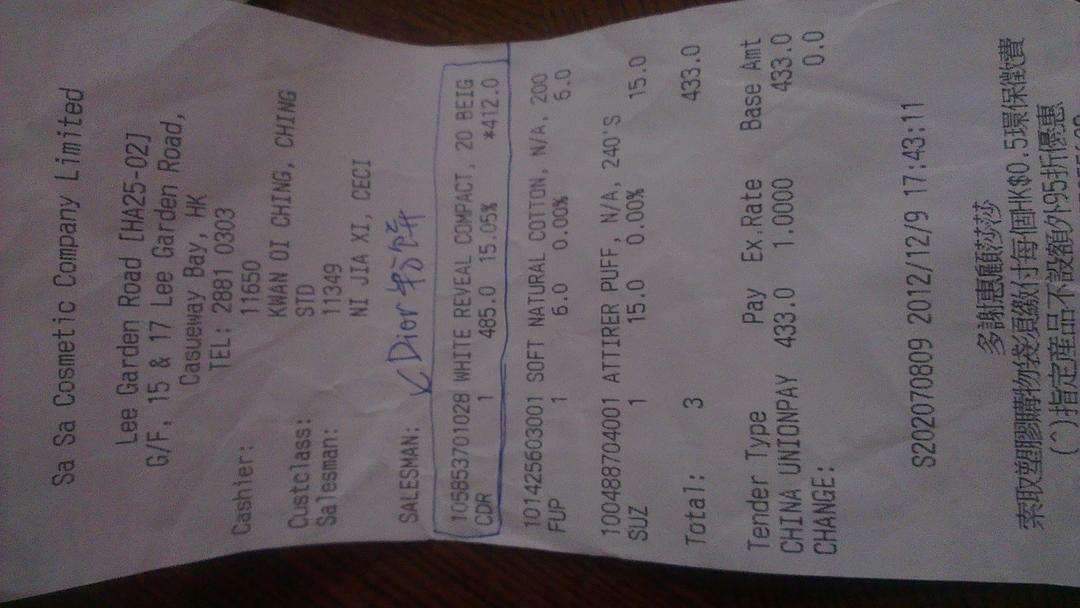 Sa Sa Cosmetic Company Limited
Lee Garden Road [HA25-02]
G/F, 15 & 17 Lee Garden Road,
Casueway Bay, HK
TEL: 2881 0303
Cashier: 11650
KWAN OI CHING, CHING
Custclass: STD
Salesman: 11349
NI JIA XI, CECI
SALESMAN:
Dior 粉饼
105853701028 WHITE REVEAL COMPACT, 20 BEIG
CDR 1 485.0 15.05% *412.0
101425603001 SOFT NATURAL COTTON, N/A, 200
FUP 1 6.0 0.00% 6.0
100488704001 ATTIRER PUFF, N/A, 240'S
SUZ 1 15.0 0.00% 15.0
Total: 3 433.0
Tender Type Pay Ex.Rate Base Amt
CHINA UNIONPAY 433.0 1.0000 433.0
CHANGE: 0.0
S202070809 2012/12/9 17:43:11
多謝惠顧莎莎
索取塑膠購物袋須繳付每個HK$0.5環保徵費
(^)指定產品不設額外95折優惠